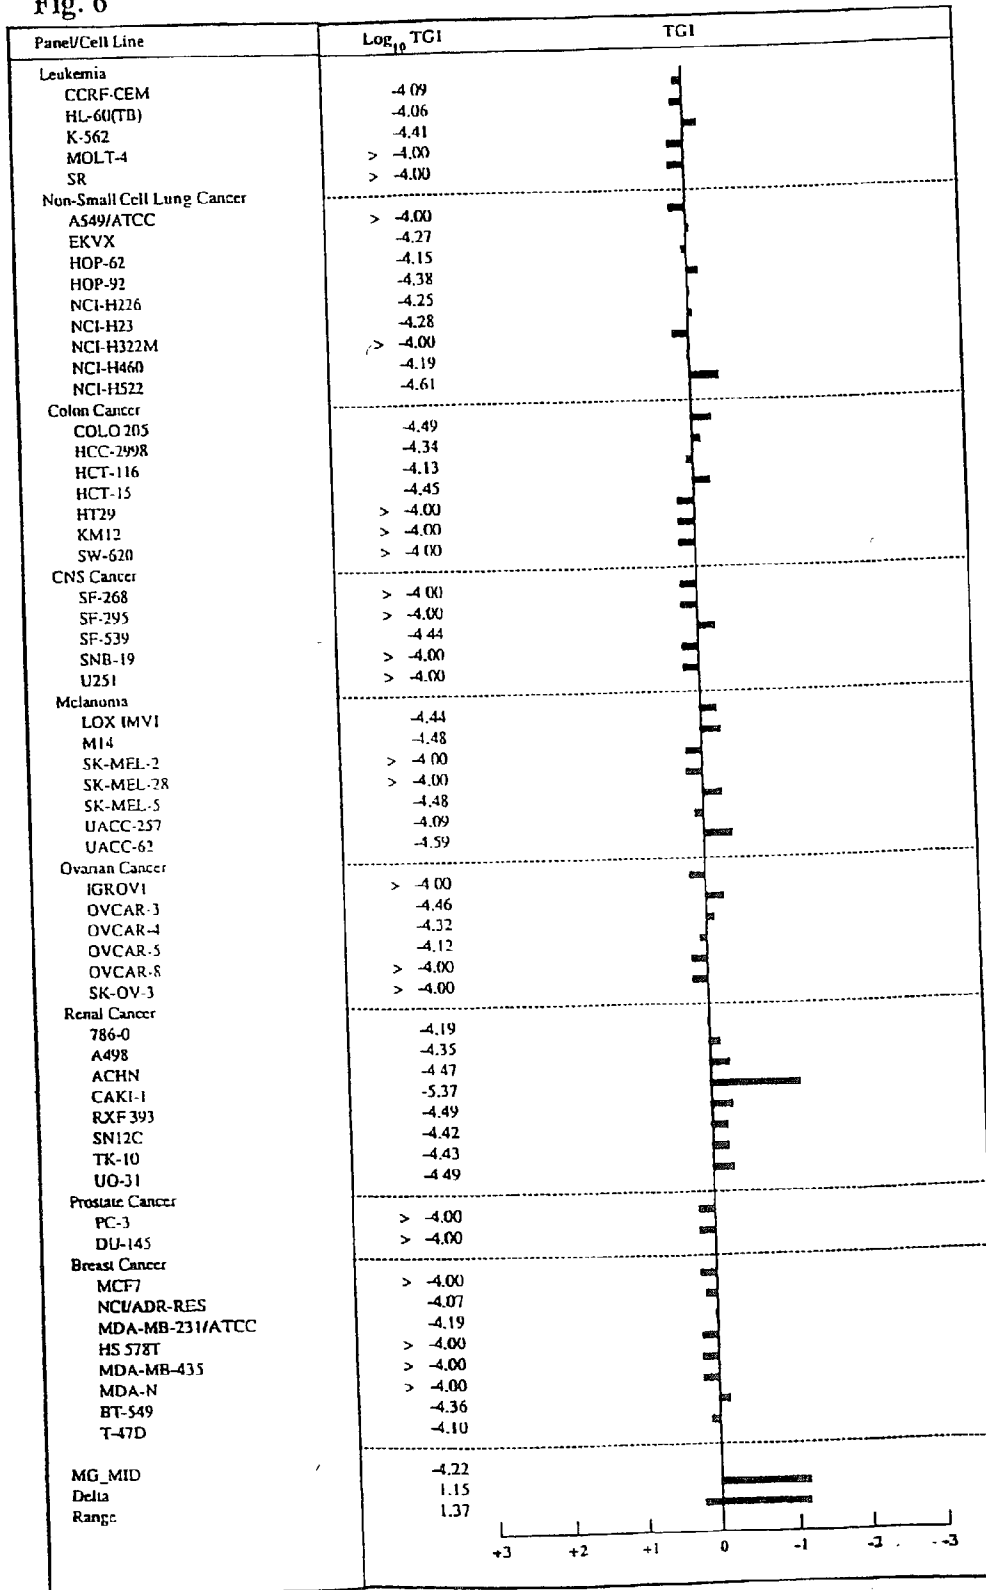 Fig. 6
Panel/Cell Line Log10 TGI TGI
Leukemia
CCRF-CEM -4.09
HL-60(TB) -4.06
K-562 -4.41
MOLT-4 > -4.00
SR > -4.00
Non-Small Cell Lung Cancer
A549/ATCC > -4.00
EKVX -4.27
HOP-62 -4.15
HOP-92 -4.38
NCI-H226 -4.25
NCI-H23 -4.28
NCI-H322M > -4.00
NCI-H460 -4.19
NCI-H522 -4.61
Colon Cancer
COLO 205 -4.49
HCC-2998 -4.34
HCT-116 -4.13
HCT-15 -4.45
HT29 > -4.00
KM12 > -4.00
SW-620 > -4.00
CNS Cancer
SF-268 > -4.00
SF-295 > -4.00
SF-539 -4.44
SNB-19 > -4.00
U251 > -4.00
Melanoma
LOX IMVI -4.44
M14 -4.48
SK-MEL-2 > -4.00
SK-MEL-28 > -4.00
SK-MEL-5 -4.48
UACC-257 -4.09
UACC-62 -4.59
Ovarian Cancer
IGROV1 > -4.00
OVCAR-3 -4.46
OVCAR-4 -4.32
OVCAR-5 -4.12
OVCAR-8 > -4.00
SK-OV-3 > -4.00
Renal Cancer
786-0 -4.19
A498 -4.35
ACHN -4.47
CAKI-1 -5.37
RXF 393 -4.49
SN12C -4.42
TK-10 -4.43
UO-31 -4.49
Prostate Cancer
PC-3 > -4.00
DU-145 > -4.00
Breast Cancer
MCF7 > -4.00
NCI/ADR-RES -4.07
MDA-MB-231/ATCC -4.19
HS 578T > -4.00
MDA-MB-435 > -4.00
MDA-N > -4.00
BT-549 -4.36
T-47D -4.10
MG_MID -4.22
Delta 1.15
Range 1.37
+3 +2 +1 0 -1 -2 -3